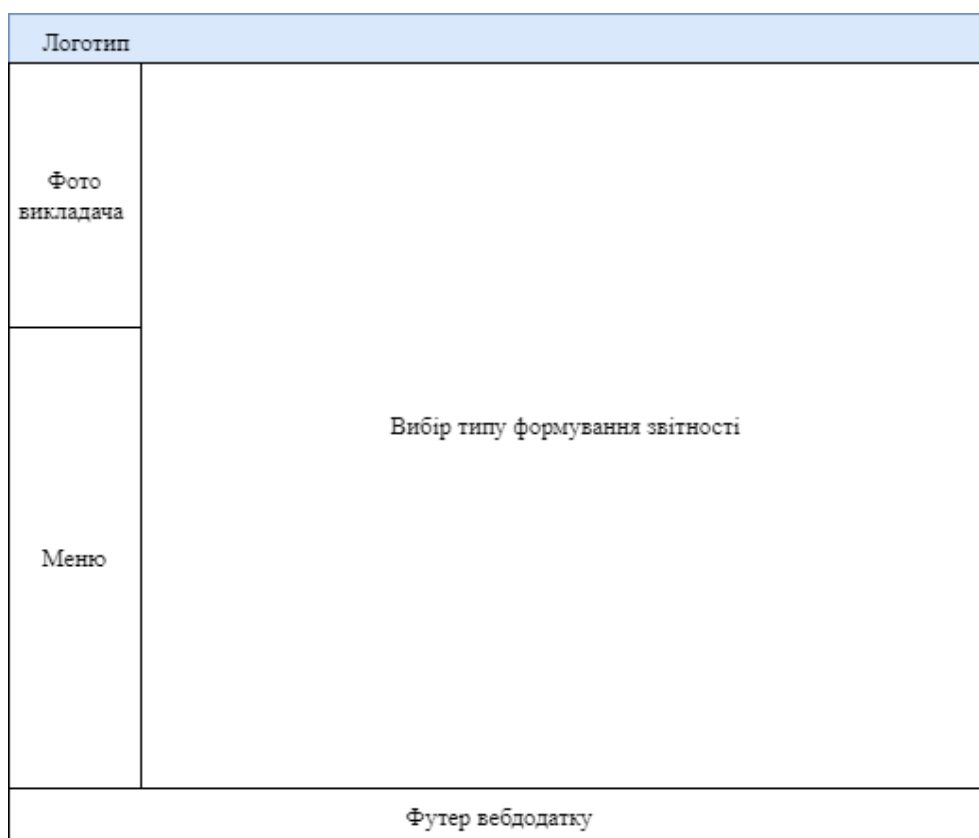 Логотип
Фото
викладача
Вибір типу формування звітності
Меню
Футер вебдодатку